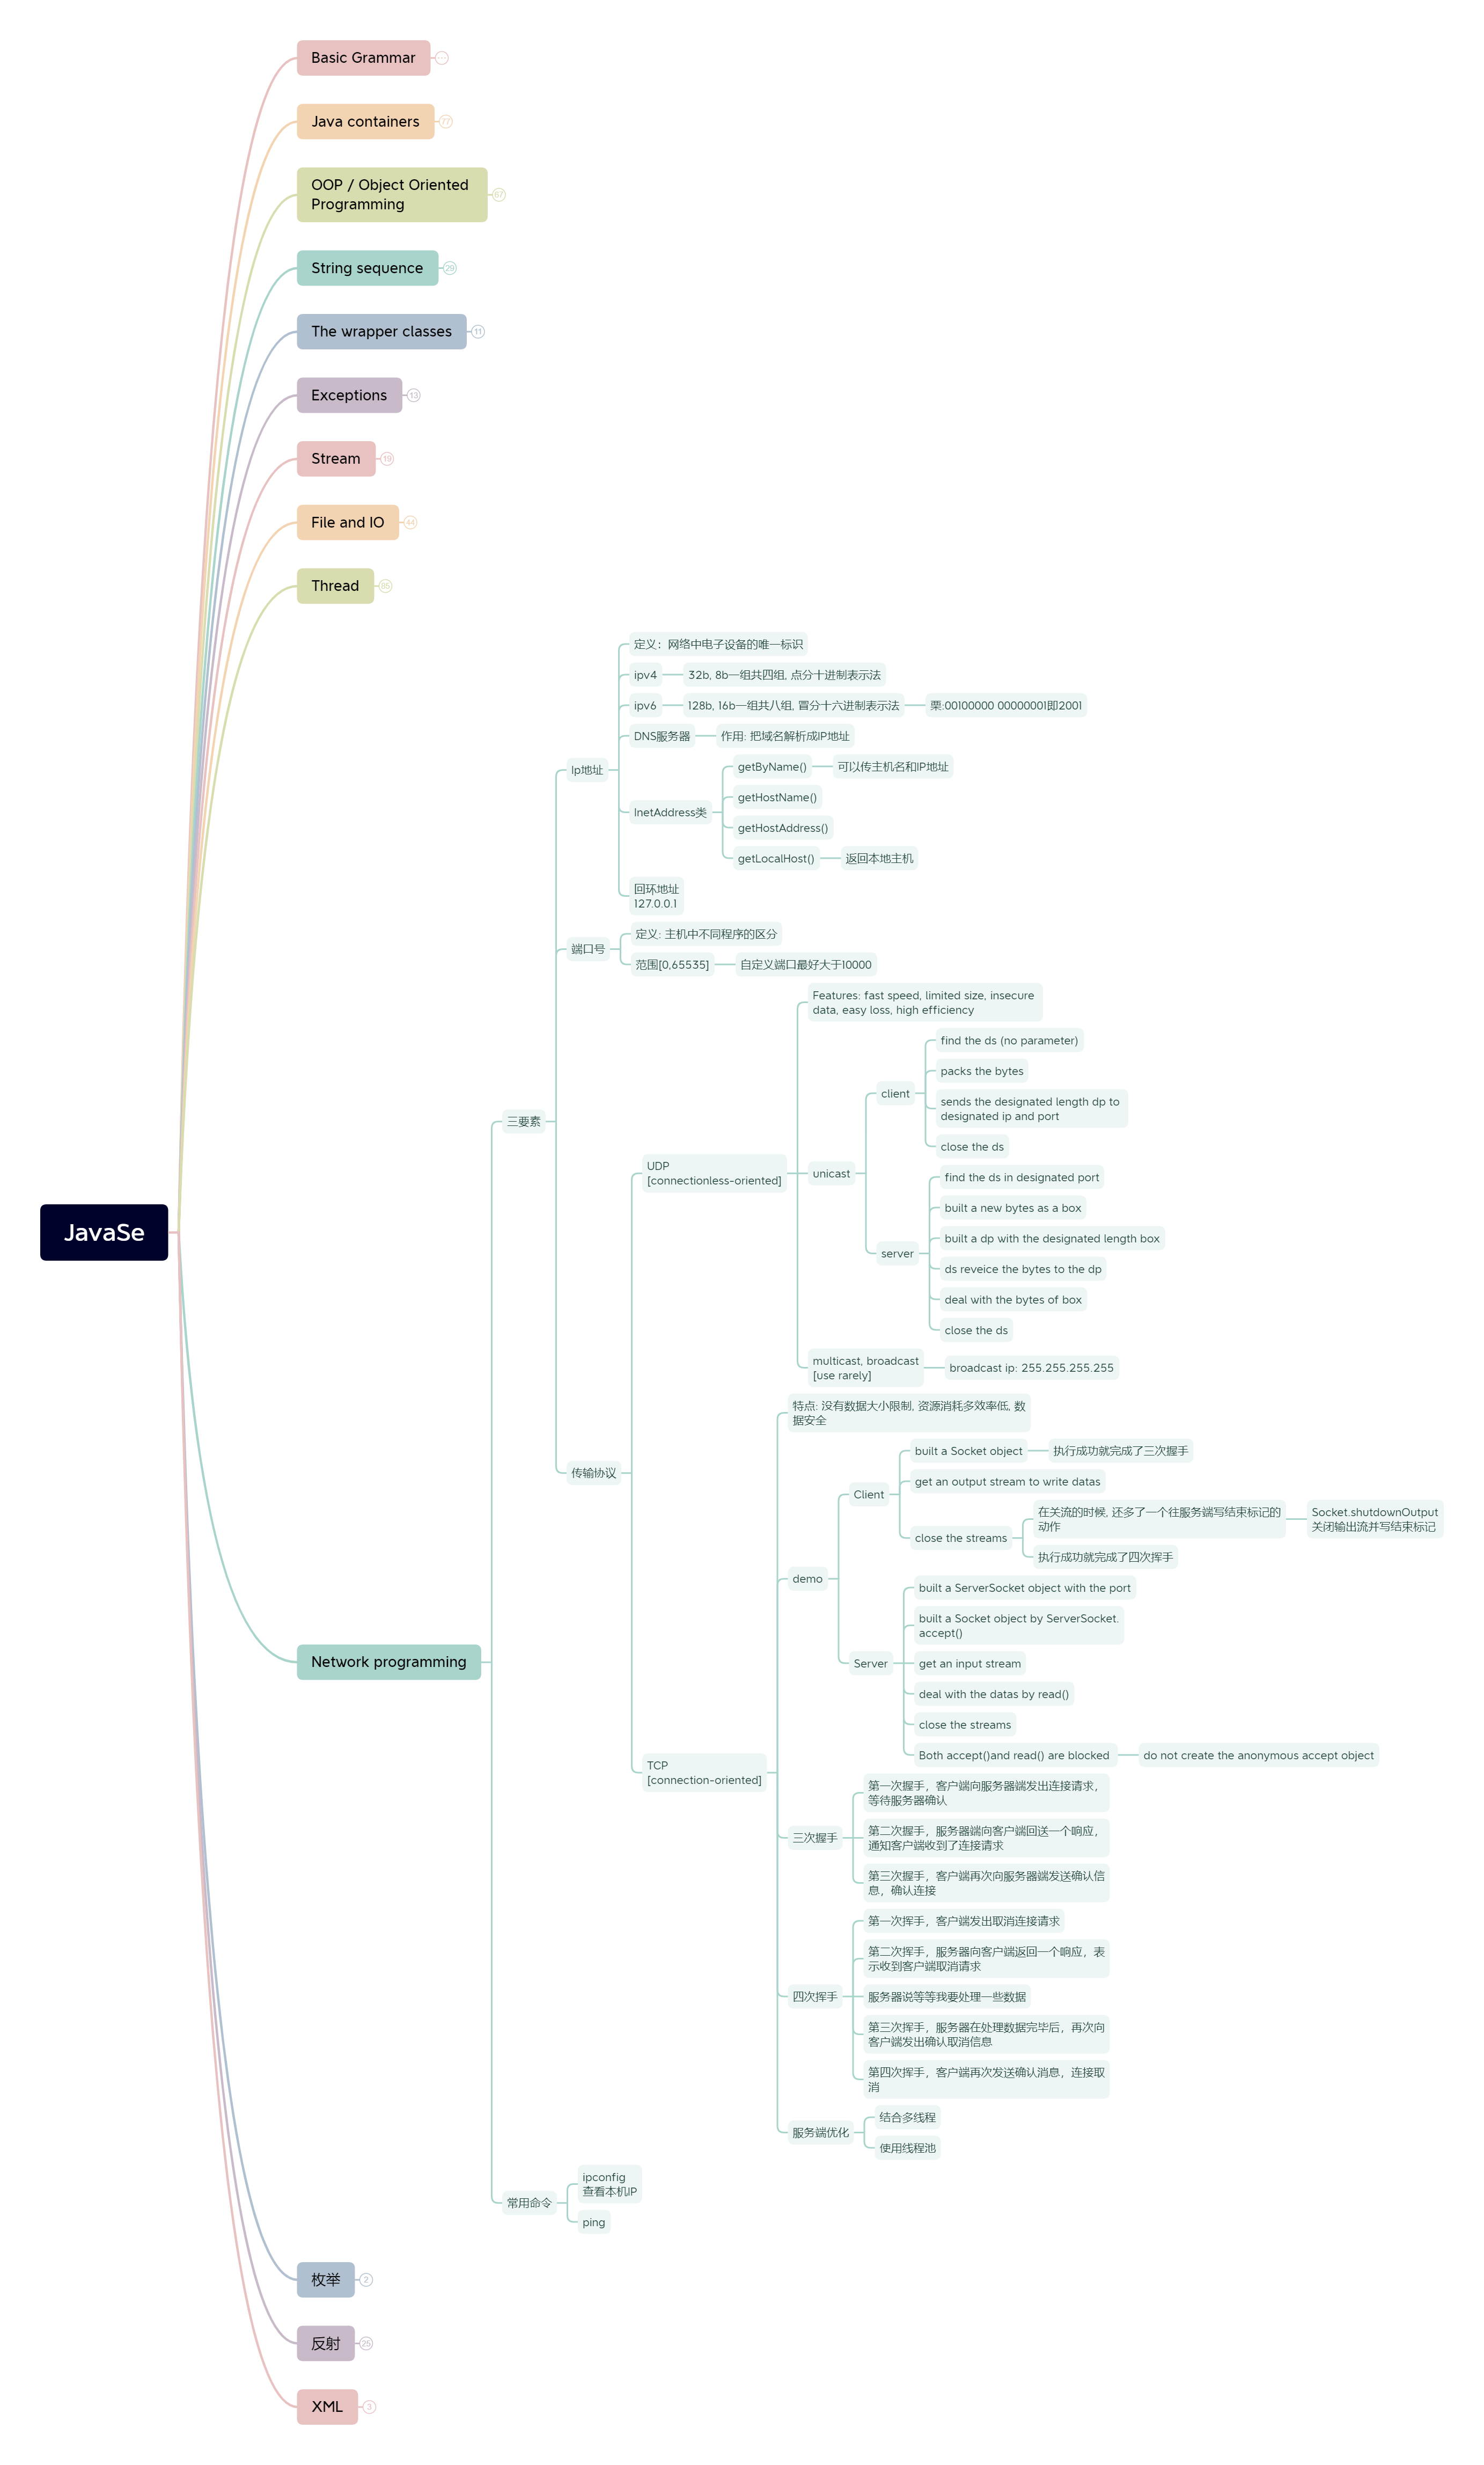 Basic Grammar
Java containers
77
OOP / Object Oriented
Programming
67
String sequence
29
The wrapper classes
11
Exceptions
13
Stream
19
File and IO
44
Thread
85
JavaSe
Network programming
三要素
Ip地址
定义：网络中电子设备的唯一标识
ipv4
32b, 8b一组共四组, 点分十进制表示法
ipv6
128b, 16b一组共八组, 冒分十六进制表示法
栗:00100000 00000001即2001
DNS服务器
作用: 把域名解析成IP地址
InetAddress类
getByName()
可以传主机名和IP地址
getHostName()
getHostAddress()
getLocalHost()
返回本地主机
回环地址
127.0.0.1
端口号
定义: 主机中不同程序的区分
范围[0,65535]
自定义端口最好大于10000
传输协议
UDP
[connectionless-oriented]
Features: fast speed, limited size, insecure
data, easy loss, high efficiency
unicast
client
find the ds (no parameter)
packs the bytes
sends the designated length dp to
designated ip and port
close the ds
server
find the ds in designated port
built a new bytes as a box
built a dp with the designated length box
ds reveice the bytes to the dp
deal with the bytes of box
close the ds
multicast, broadcast
[use rarely]
broadcast ip: 255.255.255.255
TCP
[connection-oriented]
特点: 没有数据大小限制, 资源消耗多效率低, 数
据安全
demo
Client
built a Socket object
执行成功就完成了三次握手
get an output stream to write datas
close the streams
在关流的时候, 还多了一个往服务端写结束标记的
动作
Socket.shutdownOutput
关闭输出流并写结束标记
执行成功就完成了四次挥手
Server
built a ServerSocket object with the port
built a Socket object by ServerSocket.
accept()
get an input stream
deal with the datas by read()
close the streams
Both accept()and read() are blocked
do not create the anonymous accept object
三次握手
第一次握手，客户端向服务器端发出连接请求，
等待服务器确认
第二次握手，服务器端向客户端回送一个响应，
通知客户端收到了连接请求
第三次握手，客户端再次向服务器端发送确认信
息，确认连接
四次挥手
第一次挥手，客户端发出取消连接请求
第二次挥手，服务器向客户端返回一个响应，表
示收到客户端取消请求
服务器说等等我要处理一些数据
第三次挥手，服务器在处理数据完毕后，再次向
客户端发出确认取消信息
第四次挥手，客户端再次发送确认消息，连接取
消
服务端优化
结合多线程
使用线程池
常用命令
ipconfig
查看本机IP
ping
枚举
2
反射
25
XML
3